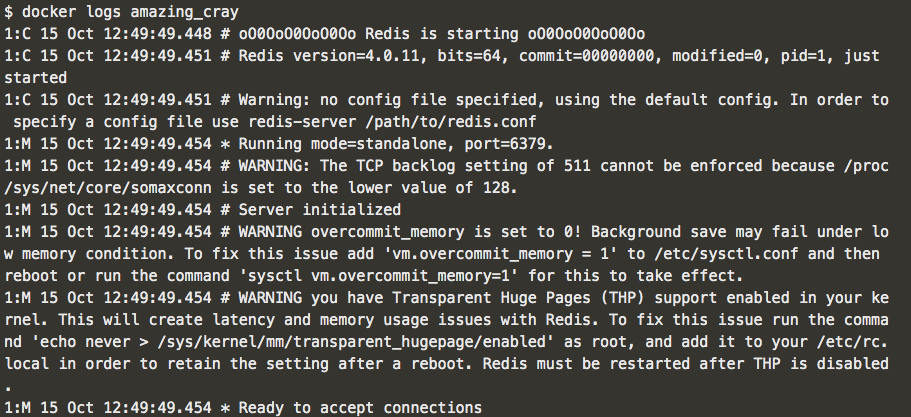 $ docker logs amazing_cray
1:C 15 Oct 12:49:49.448 # oO0OoO0OoO0Oo Redis is starting oO0OoO0OoO0Oo
1:C 15 Oct 12:49:49.451 # Redis version=4.0.11, bits=64, commit=00000000, modified=0, pid=1, just
started
1:C 15 Oct 12:49:49.451 # Warning: no config file specified, using the default config. In order to
 specify a config file use redis-server /path/to/redis.conf
1:M 15 Oct 12:49:49.454 * Running mode=standalone, port=6379.
1:M 15 Oct 12:49:49.454 # WARNING: The TCP backlog setting of 511 cannot be enforced because /proc
/sys/net/core/somaxconn is set to the lower value of 128.
1:M 15 Oct 12:49:49.454 # Server initialized
1:M 15 Oct 12:49:49.454 # WARNING overcommit_memory is set to 0! Background save may fail under lo
w memory condition. To fix this issue add 'vm.overcommit_memory = 1' to /etc/sysctl.conf and then
reboot or run the command 'sysctl vm.overcommit_memory=1' for this to take effect.
1:M 15 Oct 12:49:49.454 # WARNING you have Transparent Huge Pages (THP) support enabled in your ke
rnel. This will create latency and memory usage issues with Redis. To fix this issue run the comma
nd 'echo never > /sys/kernel/mm/transparent_hugepage/enabled' as root, and add it to your /etc/rc.
local in order to retain the setting after a reboot. Redis must be restarted after THP is disabled
.
1:M 15 Oct 12:49:49.454 * Ready to accept connections